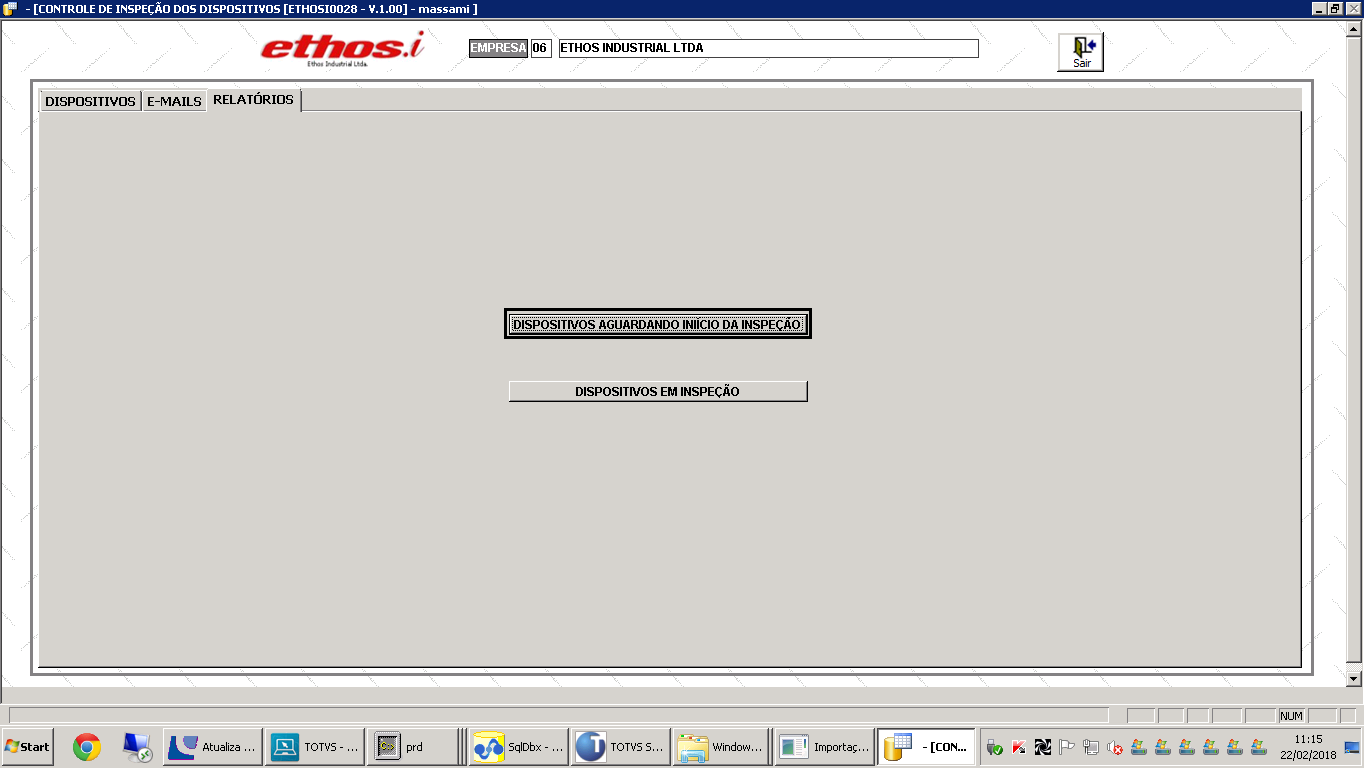 - [CONTROLE DE INSPEÇÃO DOS DISPOSITIVOS [ETHOSI0028 - V.1.00] - massami ]
ethos.i
Ethos Industrial Ltda.
EMPRESA 06 ETHOS INDUSTRIAL LTDA
Sair
DISPOSITIVOS E-MAILS RELATÓRIOS
DISPOSITIVOS AGUARDANDO INIÍCIO DA INSPEÇÃO
DISPOSITIVOS EM INSPEÇÃO
NUM
Start Atualiza ... TOTVS - ... prd SqlDbx - ... TOTVS S... Window... Importaç... - [CON...
11:15
22/02/2018